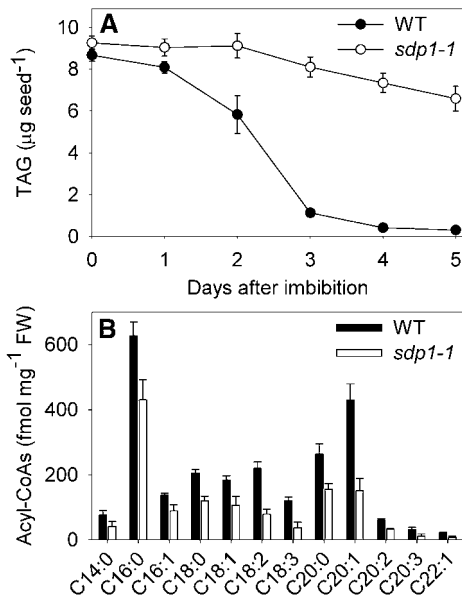 A
WT
sdp1-1
10
8
6
4
2
0
TAG (µg seed-1)
0 1 2 3 4 5
Days after imbibition
B
WT
sdp1-1
600
400
200
0
Acyl-CoAs (fmol mg-1 FW)
C14:0 C16:0 C16:1 C18:0 C18:1 C18:2 C18:3 C20:0 C20:1 C20:2 C20:3 C22:1